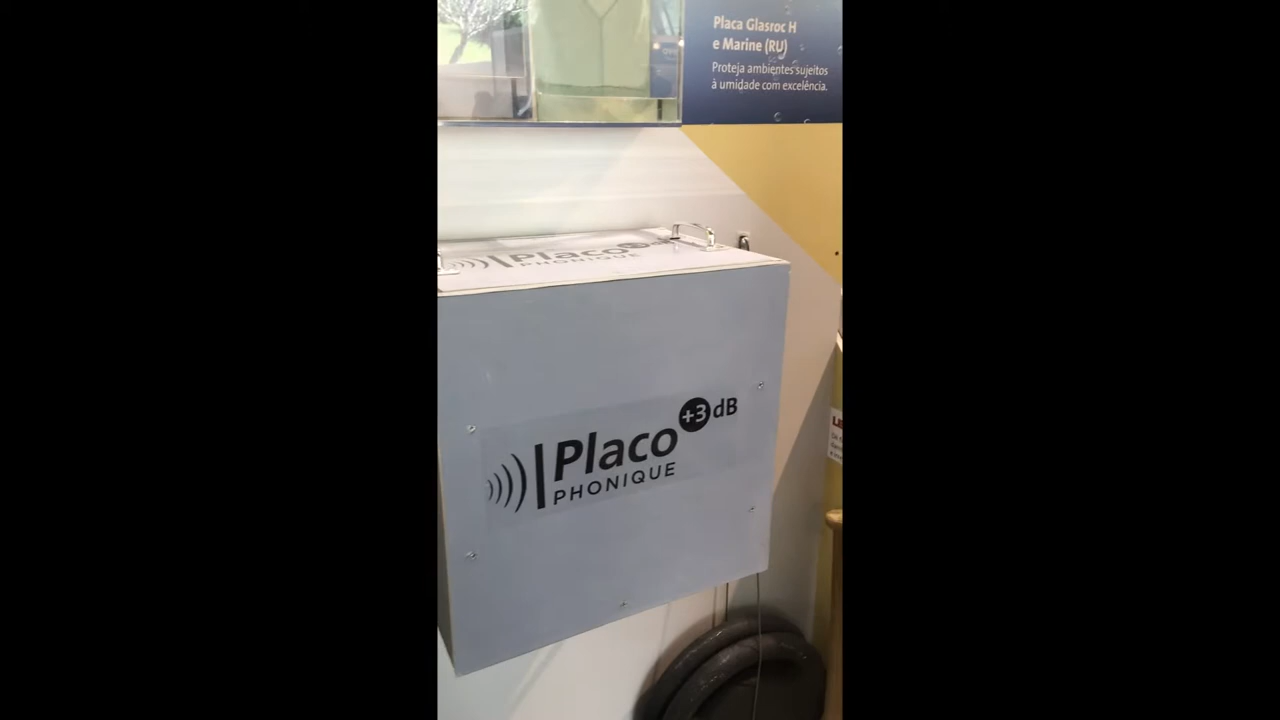 Placa Glasroc H
e Marine (RU)
Proteja ambientes sujeitos
à umidade com excelência.
Placo
PHONIQUE
Placo +3 dB
PHONIQUE